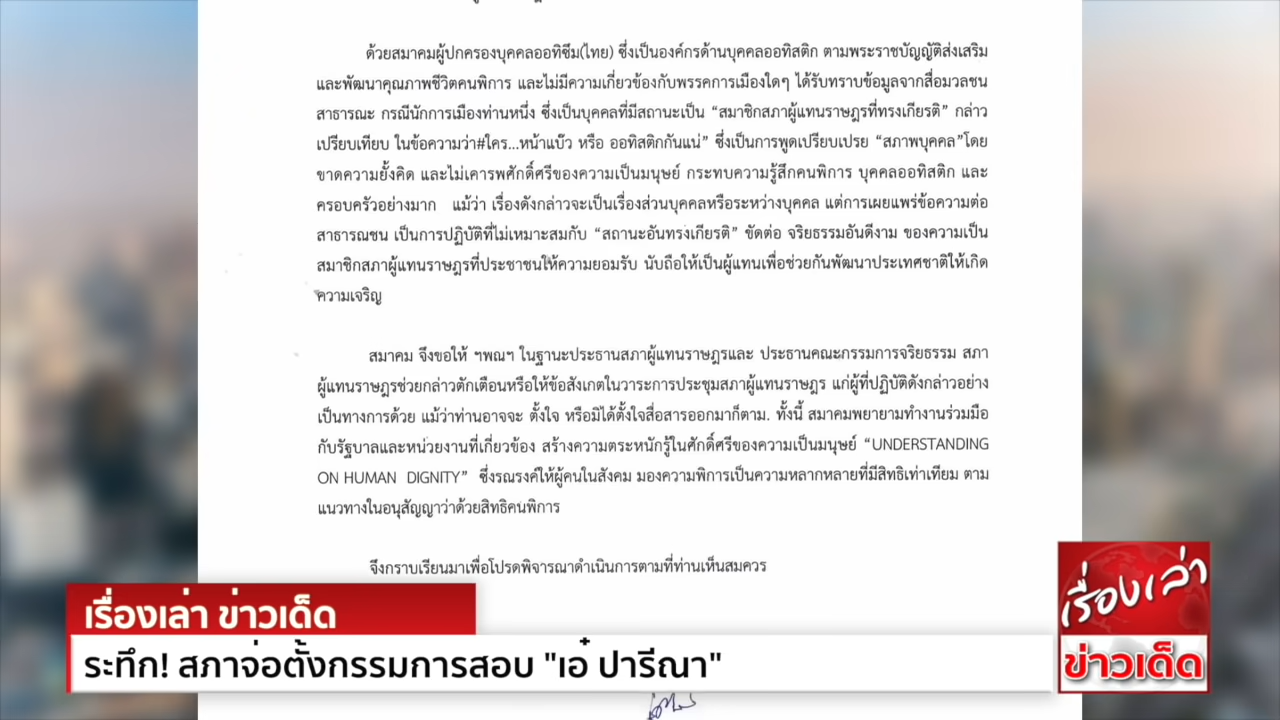 ด้วยสมาคมผู้ปกครองบุคคลออทิซึม(ไทย) ซึ่งเป็นองค์กรด้านบุคคลออทิสติก ตามพระราชบัญญัติส่งเสริม
และพัฒนาคุณภาพชีวิตคนพิการ และไม่มีความเกี่ยวข้องกับพรรคการเมืองใดๆ ได้รับทราบข้อมูลจากสื่อมวลชน
สาธารณะ กรณีนักการเมืองท่านหนึ่ง ซึ่งเป็นบุคคลที่มีสถานะเป็น “สมาชิกสภาผู้แทนราษฎรที่ทรงเกียรติ” กล่าว
เปรียบเทียบ ในข้อความว่า#ใคร...หน้าแบ๊ว หรือ ออทิสติกกันแน่” ซึ่งเป็นการพูดเปรียบเปรย “สภาพบุคคล”โดย
ขาดความยั้งคิด และไม่เคารพศักดิ์ศรีของความเป็นมนุษย์ กระทบความรู้สึกคนพิการ บุคคลออทิสติก และ
ครอบครัวอย่างมาก แม้ว่า เรื่องดังกล่าวจะเป็นเรื่องส่วนบุคคลหรือระหว่างบุคคล แต่การเผยแพร่ข้อความต่อ
สาธารณชน เป็นการปฏิบัติที่ไม่เหมาะสมกับ “สถานะอันทรงเกียรติ” ขัดต่อ จริยธรรมอันดีงาม ของความเป็น
สมาชิกสภาผู้แทนราษฎรที่ประชาชนให้ความยอมรับ นับถือให้เป็นผู้แทนเพื่อช่วยกันพัฒนาประเทศชาติให้เกิด
ความเจริญ
สมาคม จึงขอให้ ฯพณฯ ในฐานะประธานสภาผู้แทนราษฎรและ ประธานคณะกรรมการจริยธรรม สภา
ผู้แทนราษฎรช่วยกล่าวตักเตือนหรือให้ข้อสังเกตในวาระการประชุมสภาผู้แทนราษฎร แก่ผู้ที่ปฏิบัติดังกล่าวอย่าง
เป็นทางการด้วย แม้ว่าท่านอาจจะ ตั้งใจ หรือมิได้ตั้งใจสื่อสารออกมาก็ตาม. ทั้งนี้ สมาคมพยายามทำงานร่วมมือ
กับรัฐบาลและหน่วยงานที่เกี่ยวข้อง สร้างความตระหนักรู้ในศักดิ์ศรีของความเป็นมนุษย์ “UNDERSTANDING
ON HUMAN DIGNITY” ซึ่งรณรงค์ให้ผู้คนในสังคม มองความพิการเป็นความหลากหลายที่มีสิทธิเท่าเทียม ตาม
แนวทางในอนุสัญญาว่าด้วยสิทธิคนพิการ
จึงกราบเรียนมาเพื่อโปรดพิจารณาดำเนินการตามที่ท่านเห็นสมควร
เรื่องเล่า ข่าวเด็ด
ระทึก! สภาจ่อตั้งกรรมการสอบ "เอ๋ ปารีณา"
เรื่องเล่า
ข่าวเด็ด